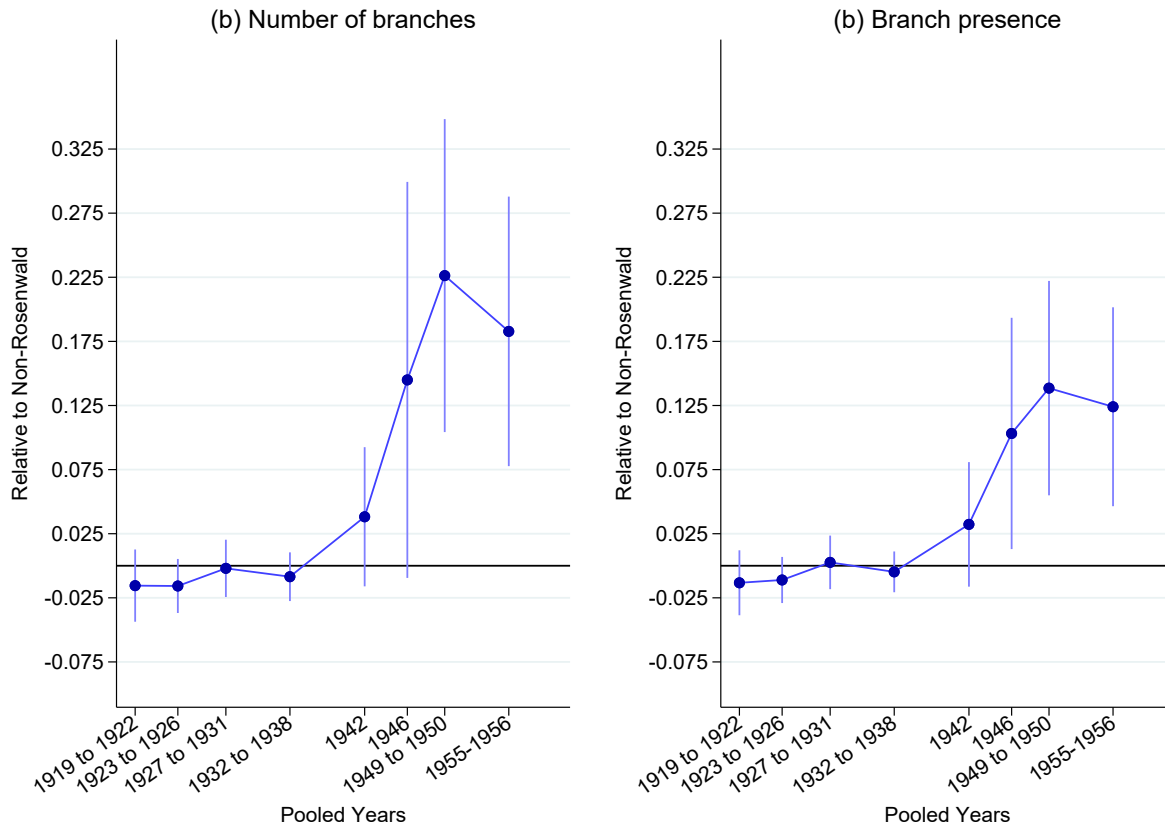 (b) Number of branches
Relative to Non-Rosenwald
0.325
0.275
0.225
0.175
0.125
0.075
0.025
-0.025
-0.075
1919 to 1922
1923 to 1926
1927 to 1931
1932 to 1938
1942
1946
1949 to 1950
1955-1956
Pooled Years
(b) Branch presence
Relative to Non-Rosenwald
0.325
0.275
0.225
0.175
0.125
0.075
0.025
-0.025
-0.075
1919 to 1922
1923 to 1926
1927 to 1931
1932 to 1938
1942
1946
1949 to 1950
1955-1956
Pooled Years